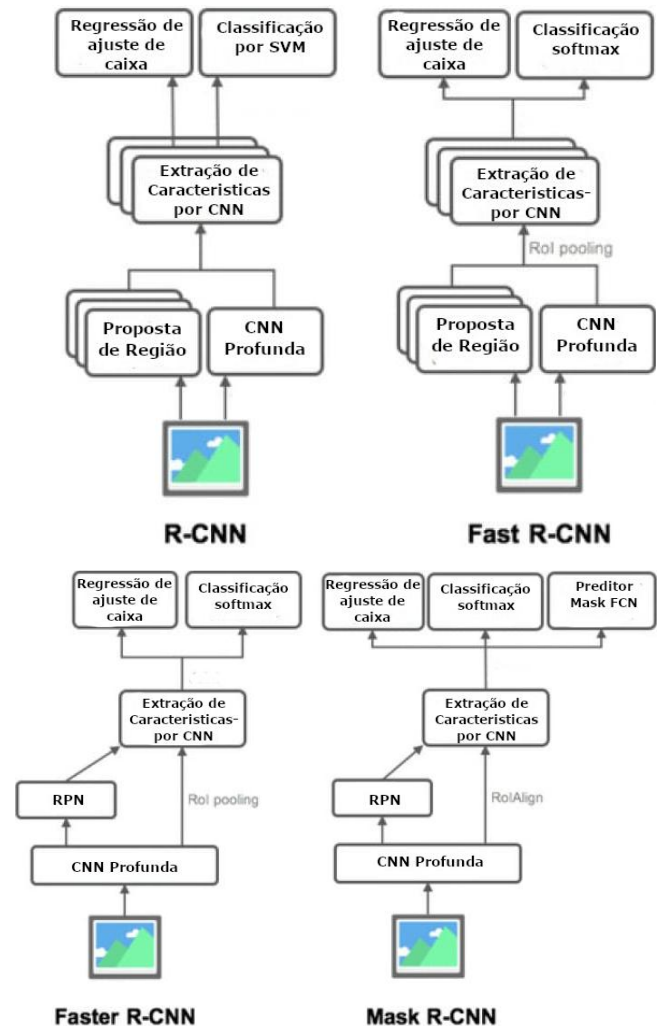 Regressão de
ajuste de
caixa
Classificação
por SVM
Extração de
Caracteristicas
por CNN
Proposta
de Região
CNN
Profunda
R-CNN
Regressão de
ajuste de
caixa
Classificação
softmax
Extração de
Caracteristicas-
por CNN
RoI pooling
Proposta
de Região
CNN
Profunda
Fast R-CNN
Regressão de
ajuste de
caixa
Classificação
softmax
Extração de
Caracteristicas-
por CNN
RPN
RoI pooling
CNN Profunda
Faster R-CNN
Regressão de
ajuste de
caixa
Classificação
softmax
Preditor
Mask FCN
Extração de
Caracteristicas
por CNN
RPN
RoIAlign
CNN Profunda
Mask R-CNN